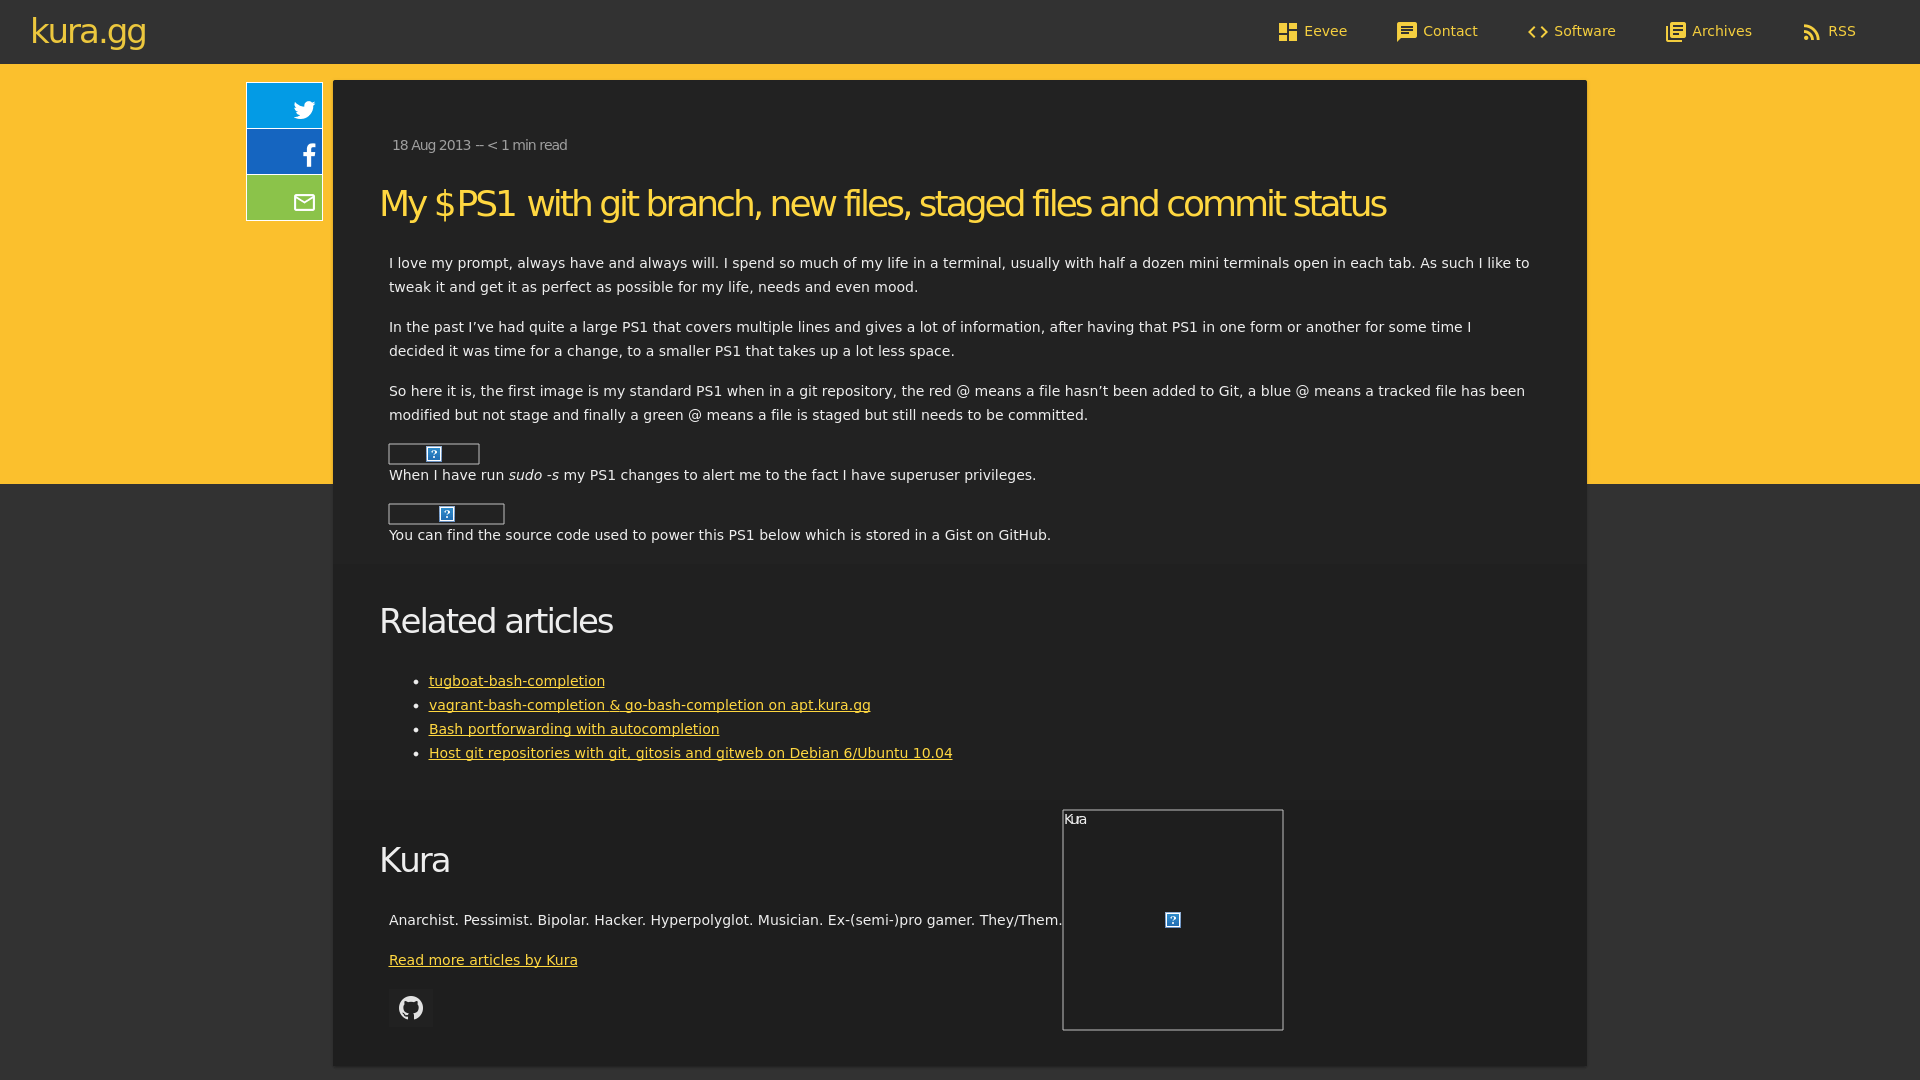 kura.gg
Eevee
Contact
Software
Archives
RSS
18 Aug 2013 -- < 1 min read
My $PS1 with git branch, new files, staged files and commit status
I love my prompt, always have and always will. I spend so much of my life in a terminal, usually with half a dozen mini terminals open in each tab. As such I like to
tweak it and get it as perfect as possible for my life, needs and even mood.
In the past I’ve had quite a large PS1 that covers multiple lines and gives a lot of information, after having that PS1 in one form or another for some time I
decided it was time for a change, to a smaller PS1 that takes up a lot less space.
So here it is, the first image is my standard PS1 when in a git repository, the red @ means a file hasn’t been added to Git, a blue @ means a tracked file has been
modified but not stage and finally a green @ means a file is staged but still needs to be committed.
When I have run sudo -s my PS1 changes to alert me to the fact I have superuser privileges.
You can find the source code used to power this PS1 below which is stored in a Gist on GitHub.
Related articles
• tugboat-bash-completion
• vagrant-bash-completion & go-bash-completion on apt.kura.gg
• Bash portforwarding with autocompletion
• Host git repositories with git, gitosis and gitweb on Debian 6/Ubuntu 10.04
Kura
Kura
Anarchist. Pessimist. Bipolar. Hacker. Hyperpolyglot. Musician. Ex-(semi-)pro gamer. They/Them.
Read more articles by Kura